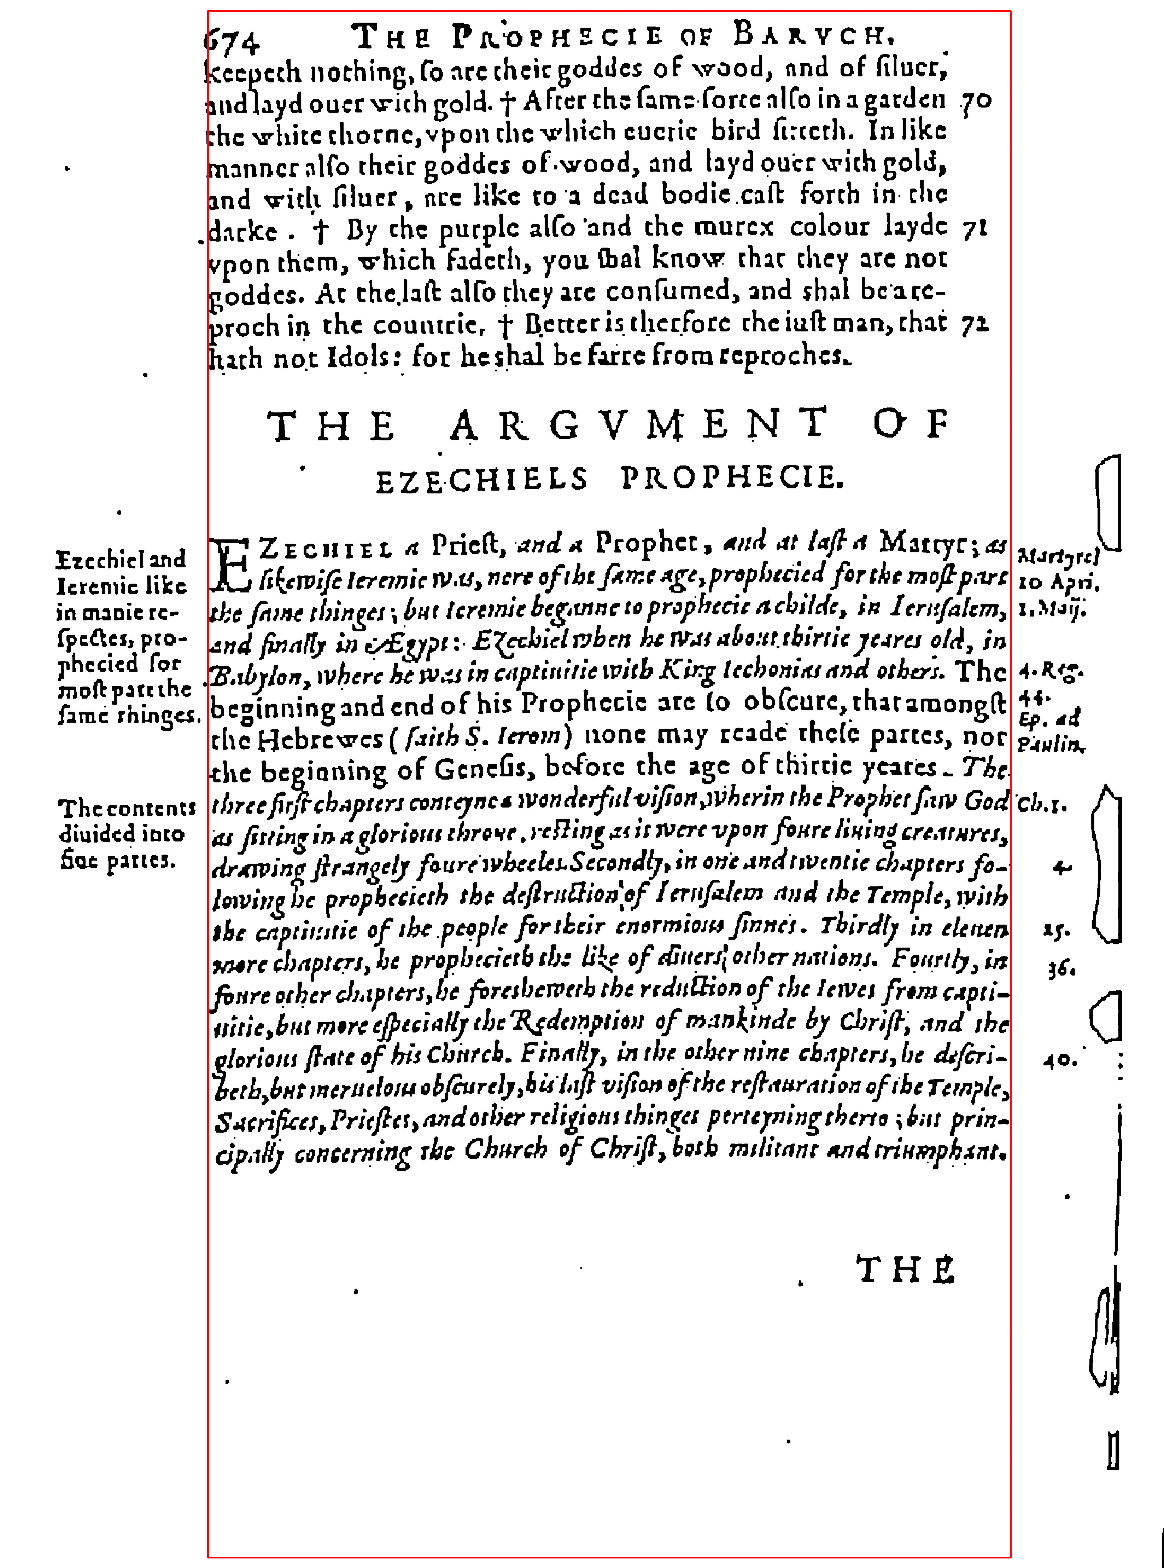 674 THE PROPHECIE OF BARVCH.
keepeth nothing, ſo are their goddes of wood, and of ſiluer,
and layd ouer with gold. † After the ſame ſorte alſo in a garden 70
the white thorne, vpon the which euerie bird ſitteth. In like
manner alſo their goddes of wood, and layd ouer with gold,
and with ſiluer, are like to a dead bodie caſt forth in the
darke. † By the purple alſo and the murex colour layde 71
vpon them, which fadeth, you ſhal know that they are not
goddes. At the laſt alſo they are conſumed, and shal be a re-
proch in the countrie, † Better is therfore the iuſt man, that 72
hath not Idols: for he shal be farre from reproches.
THE ARGVMENT OF
EZECHIELS PROPHECIE.
EZECHIEL a Prieſt, and a Prophet, and at laſt a Martyr; as
likewiſe Ieremie was, nere of the ſame age, prophecied for the moſt part
the ſame thinges; but Ieremie beganne to prophecie a childe, in Ieruſalem,
and finally in Ægypt: Ezechiel when he was about thirtie yeares old, in
Babylon, where he was in captiuitie with King Iechonias and others. The
beginning and end of his Prophecie are ſo obſcure, that amongſt
the Hebrewes (ſaith S. Ierom) none may reade theſe partes, nor
the beginning of Geneſis, before the age of thirtie yeares. The
three firſt chapters conteyne a wonderful viſion, wherin the Prophet ſaw God
as ſitting in a glorious throne, reſting as it were vpon foure liuing creatures,
drawing ſtrangely foure wheeles. Secondly, in one and twentie chapters fo-
lowing he prophecieth the deſtruction of Ieruſalem and the Temple, with
the captiuitie of the people for their enormious ſinnes. Thirdly in eleuen
more chapters, he prophecieth the like of diuers other nations. Fourtly, in
foure other chapters, he foresheweth the reduction of the Iewes from capti-
uitie, but more eſpecially the Redemption of mankinde by Chriſt, and the
glorious ſtate of his Church. Finally, in the other nine chapters, he deſcri-
beth, but meruelous obſcurely, his laſt viſion of the reſtauration of the Temple,
Sacrifices, Prieſtes, and other religious thinges perteyning therto; but prin-
cipally concerning the Church of Chriſt, both militant and triumphant.
THE
Ezechiel and
Ieremie like
in manie re-
ſpectes, pro-
phecied for
moſt part the
ſame thinges.
The contents
diuided into
fiue partes.
Martyrol
10 Apri.
1. Maij.
4. Reg.
44.
Ep. ad
Paulin.
Ch. 1.
4.
25.
36.
40.